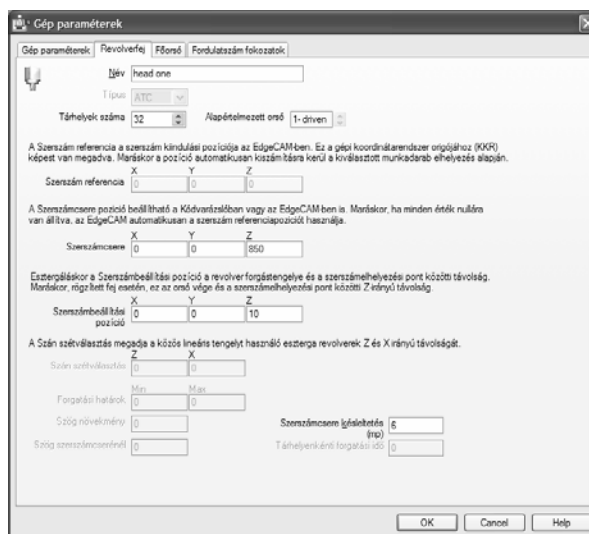 Gép paraméterek
Gép paraméterek Revolverfej Főorsó Fordulatszám fokozatok
Név head one
Típus ATC
Tárhelyek száma 32 Alapértelmezett orsó 1- driven
A Szerszám referencia a szerszám kiindulási pozíciója az EdgeCAM-ben. Ez a gépi koordinátarendszer origójához (KKR)
képest van megadva. Maráskor a pozíció automatikusan kiszámításra kerül a kiválasztott munkadarab elhelyezés alapján.
X Y Z
Szerszám referencia 0 0 0
A Szerszámcsere pozíció beállítható a Kódvarázslóban vagy az EdgeCAM-ben is. Maráskor, ha minden érték nullára
van állítva, az EdgeCAM automatikusan a szerszám referenciapozíciót használja.
X Y Z
Szerszámcsere 0 0 850
Esztergáláskor a Szerszámbeállítási pozíció a revolver forgástengelye és a szerszámelhelyezési pont közötti távolság.
Maráskor, rögzített fej esetén, ez az orsó vége és a szerszámelhelyezési pont közötti Z-irányú távolság.
X Y Z
Szerszámbeállítási pozíció 0 0 10
A Szán szétválasztás megadja a közös lineáris tengelyt használó eszterga revolverek Z és X irányú távolságát.
Z X
Szán szétválasztás 0 0
Min Max
Forgatási határok 0 0
Szög növekmény 0 Szerszámcsere késleltetés (mp) 6
Szög szerszámcserénél 0 Tárhelyenkénti forgatási idő 0
OK Cancel Help